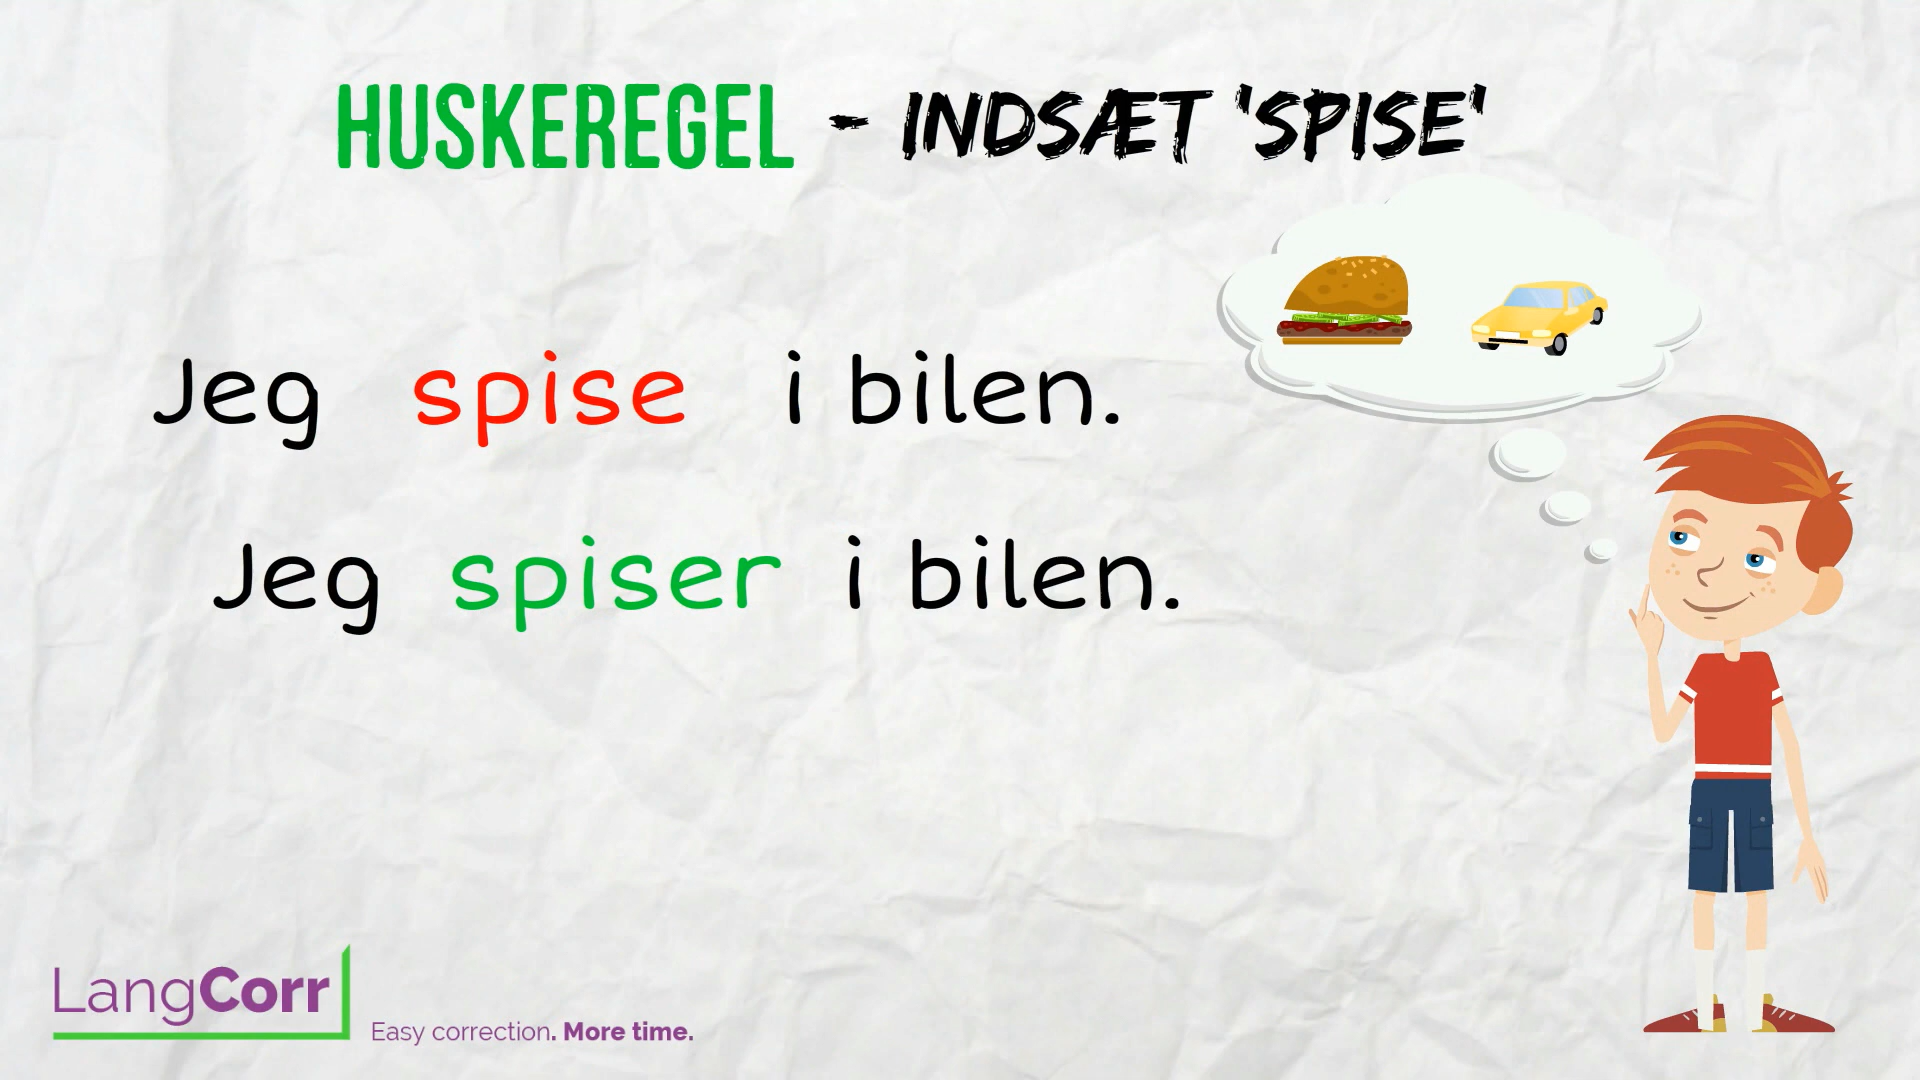 HUSKEREGEL - INDSÆT 'SPISE'
Jeg spise i bilen.
Jeg spiser i bilen.
LangCorr
Easy correction. More time.